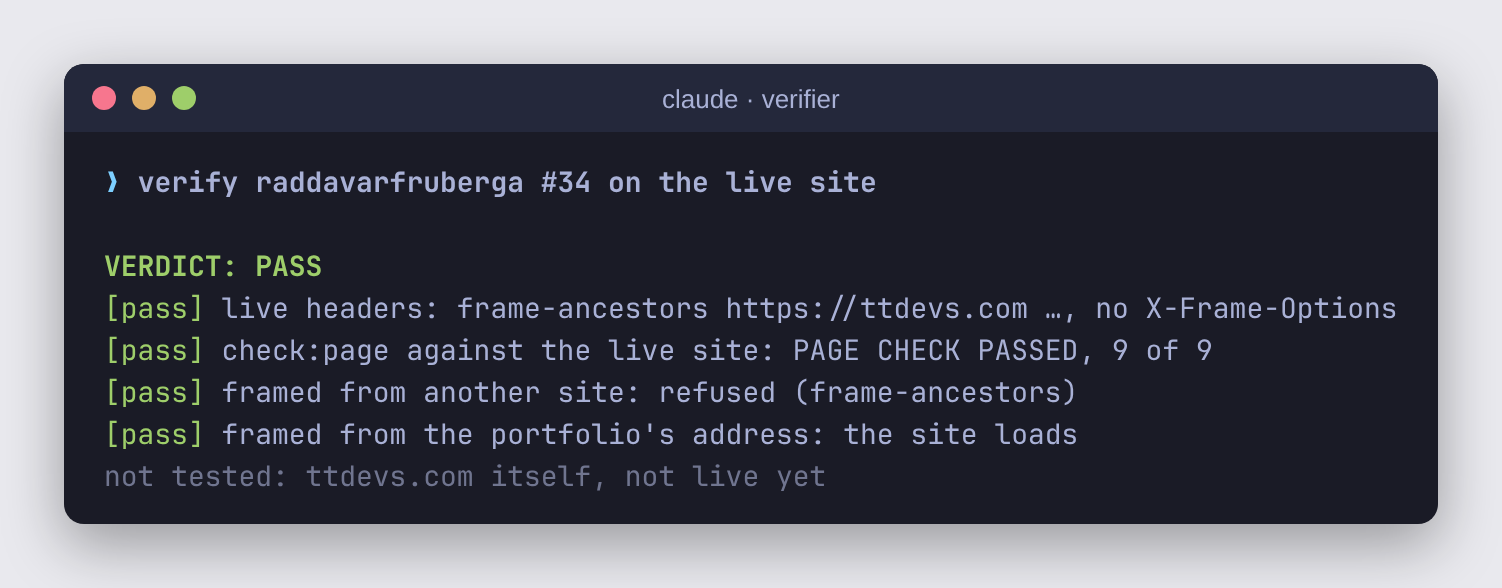 claude · verifier
❯ verify raddavarfruberga #34 on the live site
VERDICT: PASS
[pass] live headers: frame-ancestors https://ttdevs.com …, no X-Frame-Options
[pass] check:page against the live site: PAGE CHECK PASSED, 9 of 9
[pass] framed from another site: refused (frame-ancestors)
[pass] framed from the portfolio's address: the site loads
not tested: ttdevs.com itself, not live yet